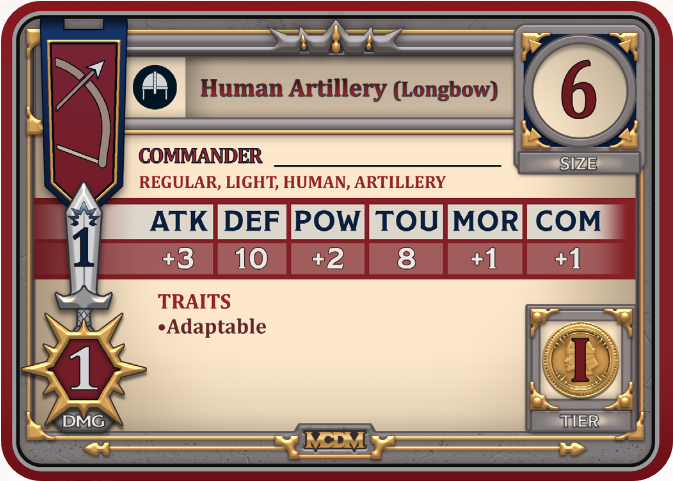 Human Artillery (Longbow)
6
SIZE
COMMANDER
REGULAR, LIGHT, HUMAN, ARTILLERY
ATK DEF POW TOU MOR COM
+3 10 +2 8 +1 +1
1
TRAITS
•Adaptable
1
DMG
I
TIER
MCDM